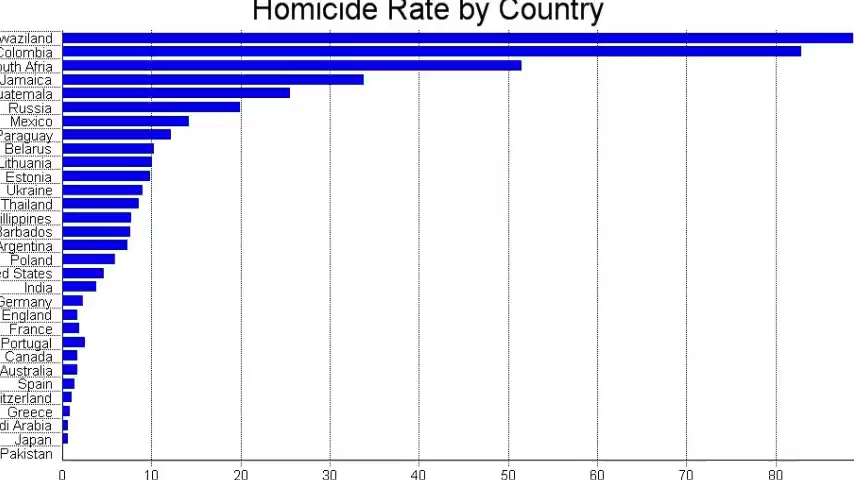 Homicide Rate by Country
waziland
Colombia
outh Afria
Jamaica
uatemala
Russia
Mexico
Paraguay
Belarus
Lithuania
Estonia
Ukraine
Thailand
illippines
Barbados
Argentina
Poland
ed States
India
Germany
England
France
Portugal
Canada
Australia
Spain
itzerland
Greece
di Arabia
Japan
Pakistan
0 10 20 30 40 50 60 70 80